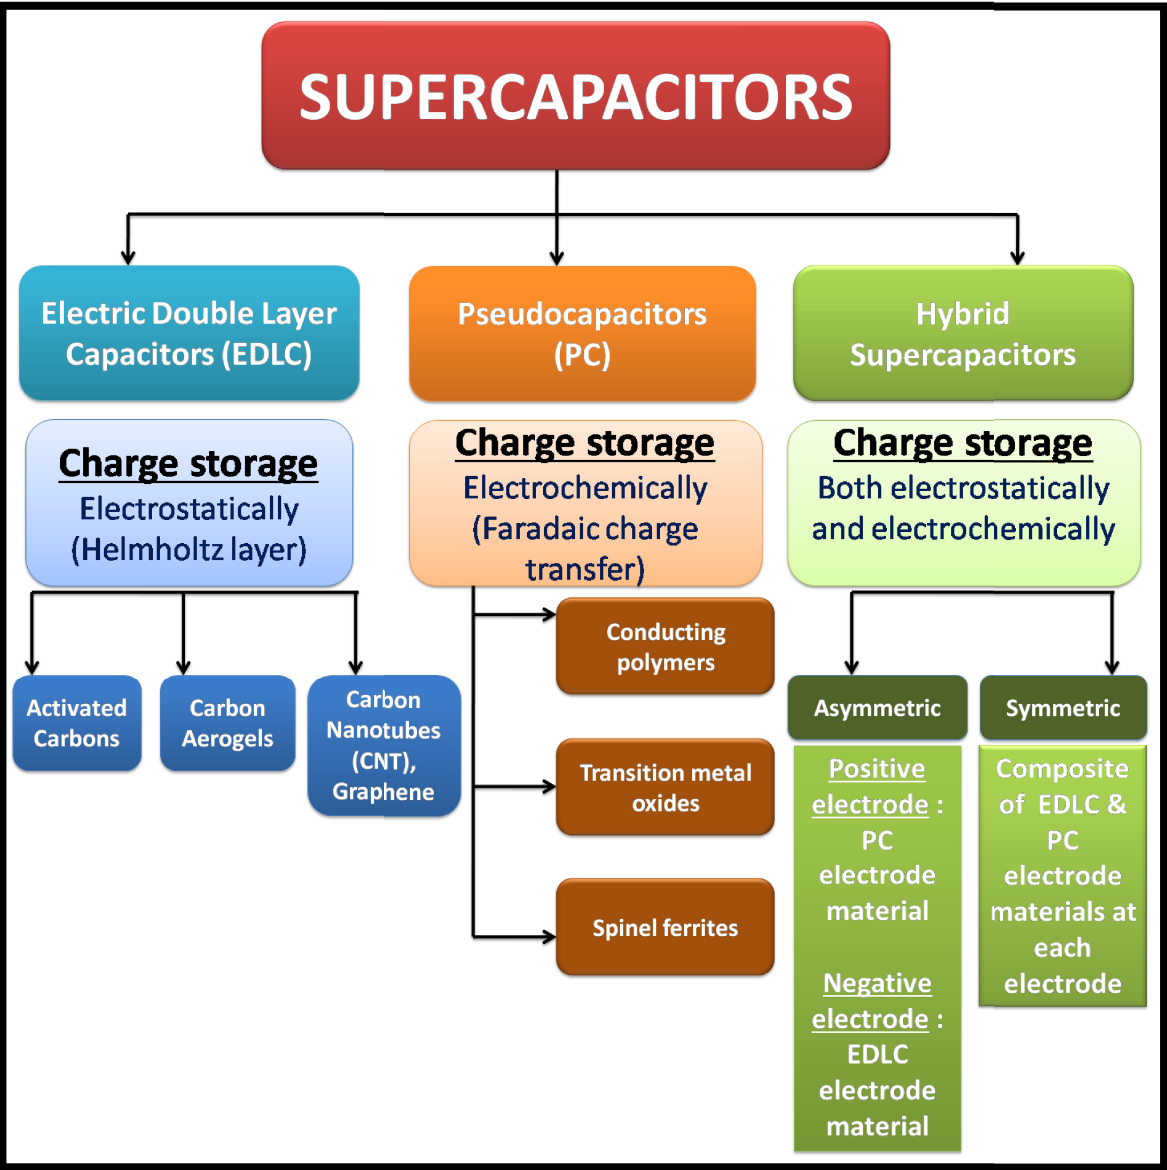 SUPERCAPACITORS
Electric Double Layer
Capacitors (EDLC)
Pseudocapacitors
(PC)
Hybrid
Supercapacitors
Charge storage
Electrostatically
(Helmholtz layer)
Charge storage
Electrochemically
(Faradaic charge
transfer)
Charge storage
Both electrostatically
and electrochemically
Activated
Carbons
Carbon
Aerogels
Carbon
Nanotubes
(CNT),
Graphene
Conducting
polymers
Transition metal
oxides
Spinel ferrites
Asymmetric
Positive
electrode :
PC
electrode
material
Negative
electrode :
EDLC
electrode
material
Symmetric
Composite
of EDLC &
PC
electrode
materials at
each
electrode